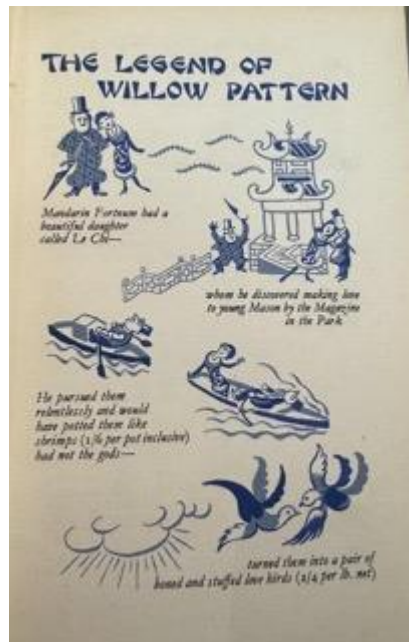 THE LEGEND OF
WILLOW PATTERN
Mandarin Fortnum had a
beautiful daughter
called La Chi—
whom he discovered making love
to young Mason by the Magazine
in the Park
He pursued them
relentlessly and would
have potted them like
shrimps (1/6 per pot inclusive)
had not the gods—
turned them into a pair of
boned and stuffed love birds (2/4 per lb. net)